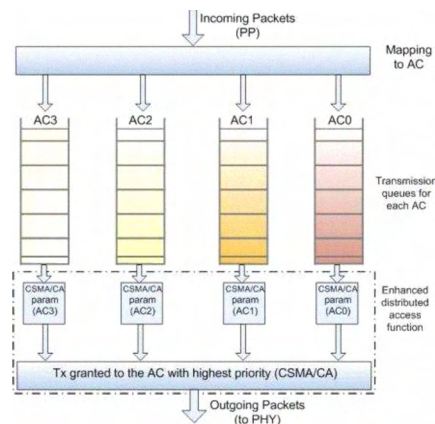 Incoming Packets
(PP)
Mapping
to AC
AC3
AC2
AC1
AC0
Transmission
queues for
each AC
CSMA/CA
param
(AC3)
CSMA/CA
param
(AC2)
CSMA/CA
param
(AC1)
CSMA/CA
param
(AC0)
Enhanced
distributed
access
function
Tx granted to the AC with highest priority (CSMA/CA)
Outgoing Packets
(to PHY)